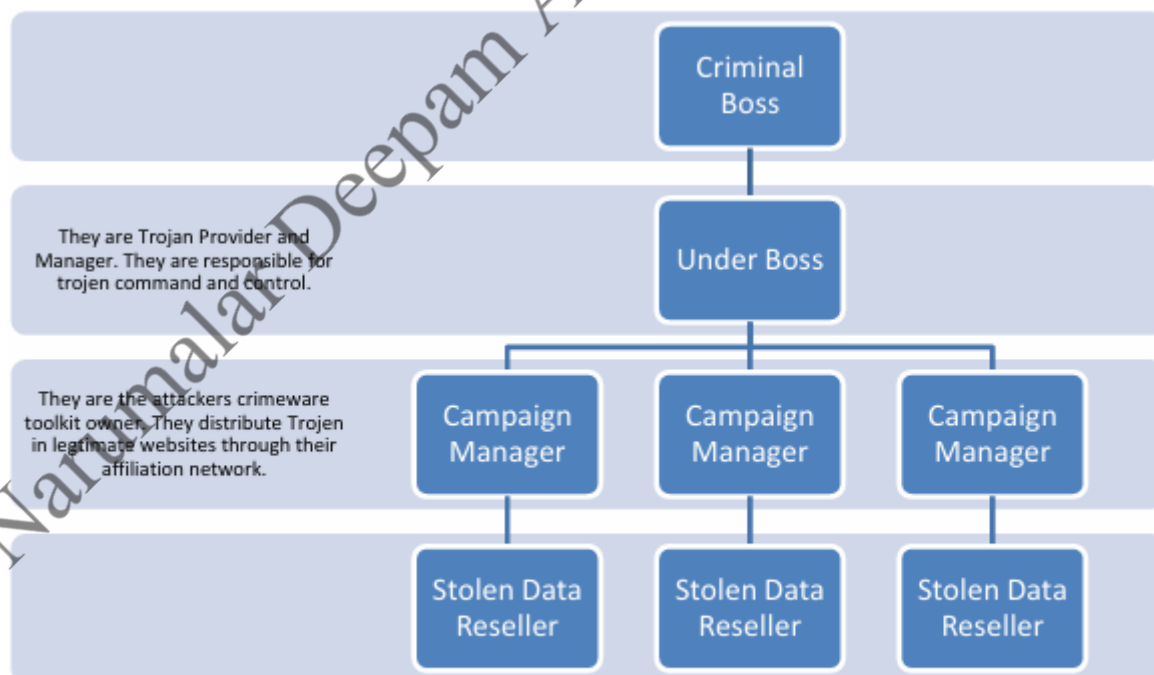 Criminal
Boss
They are Trojan Provider and
Manager. They are responsible for
trojen command and control.
Under Boss
They are the attackers crimeware
toolkit owner. They distribute Trojen
in legtimate websites through their
affiliation network.
Campaign
Manager
Campaign
Manager
Campaign
Manager
Stolen Data
Reseller
Stolen Data
Reseller
Stolen Data
Reseller
Narumalar Deepam